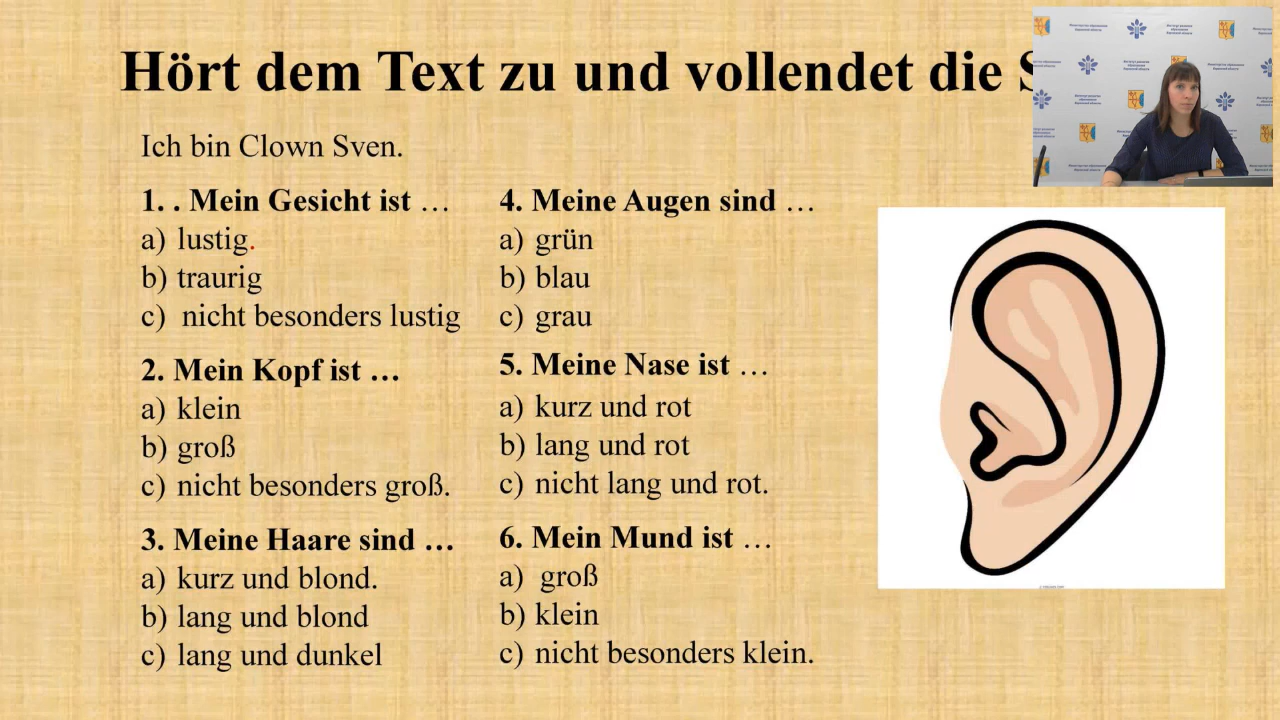 Hört dem Text zu und vollendet die S
Ich bin Clown Sven.
1. . Mein Gesicht ist …
a) lustig.
b) traurig
c) nicht besonders lustig
2. Mein Kopf ist …
a) klein
b) groß
c) nicht besonders groß.
3. Meine Haare sind …
a) kurz und blond.
b) lang und blond
c) lang und dunkel
4. Meine Augen sind …
a) grün
b) blau
c) grau
5. Meine Nase ist …
a) kurz und rot
b) lang und rot
c) nicht lang und rot.
6. Mein Mund ist …
a) groß
b) klein
c) nicht besonders klein.